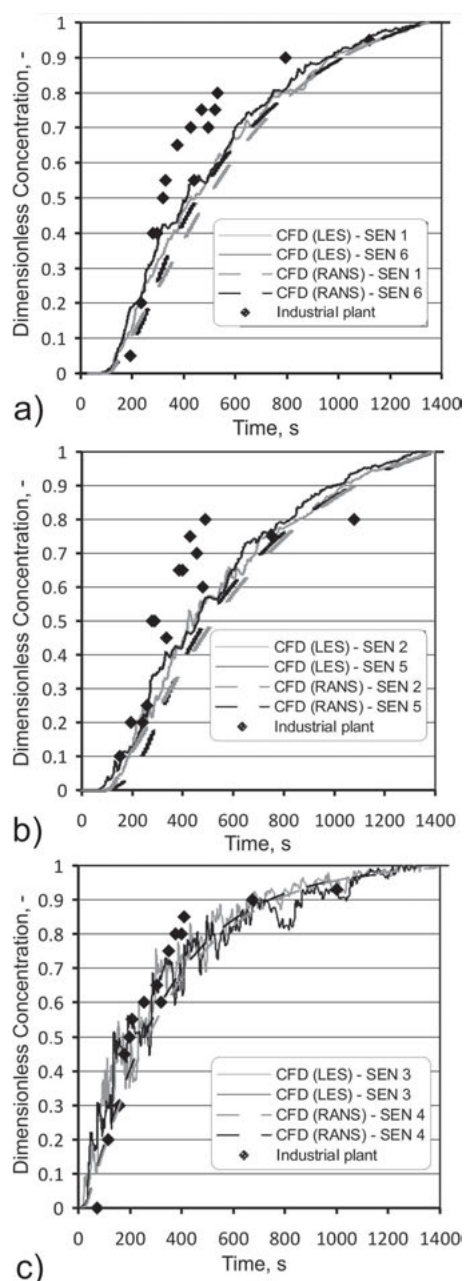 1
0.9
0.8
0.7
0.6
0.5
0.4
0.3
0.2
0.1
0
Dimensionless Concentration, -
CFD (LES) - SEN 1
CFD (LES) - SEN 6
CFD (RANS) - SEN 1
CFD (RANS) - SEN 6
Industrial plant
0 200 400 600 800 1000 1200 1400
a)
Time, s
1
0.9
0.8
0.7
0.6
0.5
0.4
0.3
0.2
0.1
0
Dimensionless Concentration, -
CFD (LES) - SEN 2
CFD (LES) - SEN 5
CFD (RANS) - SEN 2
CFD (RANS) - SEN 5
Industrial plant
0 200 400 600 800 1000 1200 1400
b)
Time, s
1
0.9
0.8
0.7
0.6
0.5
0.4
0.3
0.2
0.1
0
Dimensionless Concentration, -
CFD (LES) - SEN 3
CFD (LES) - SEN 3
CFD (RANS) - SEN 4
CFD (RANS) - SEN 4
Industrial plant
0 200 400 600 800 1000 1200 1400
c)
Time, s